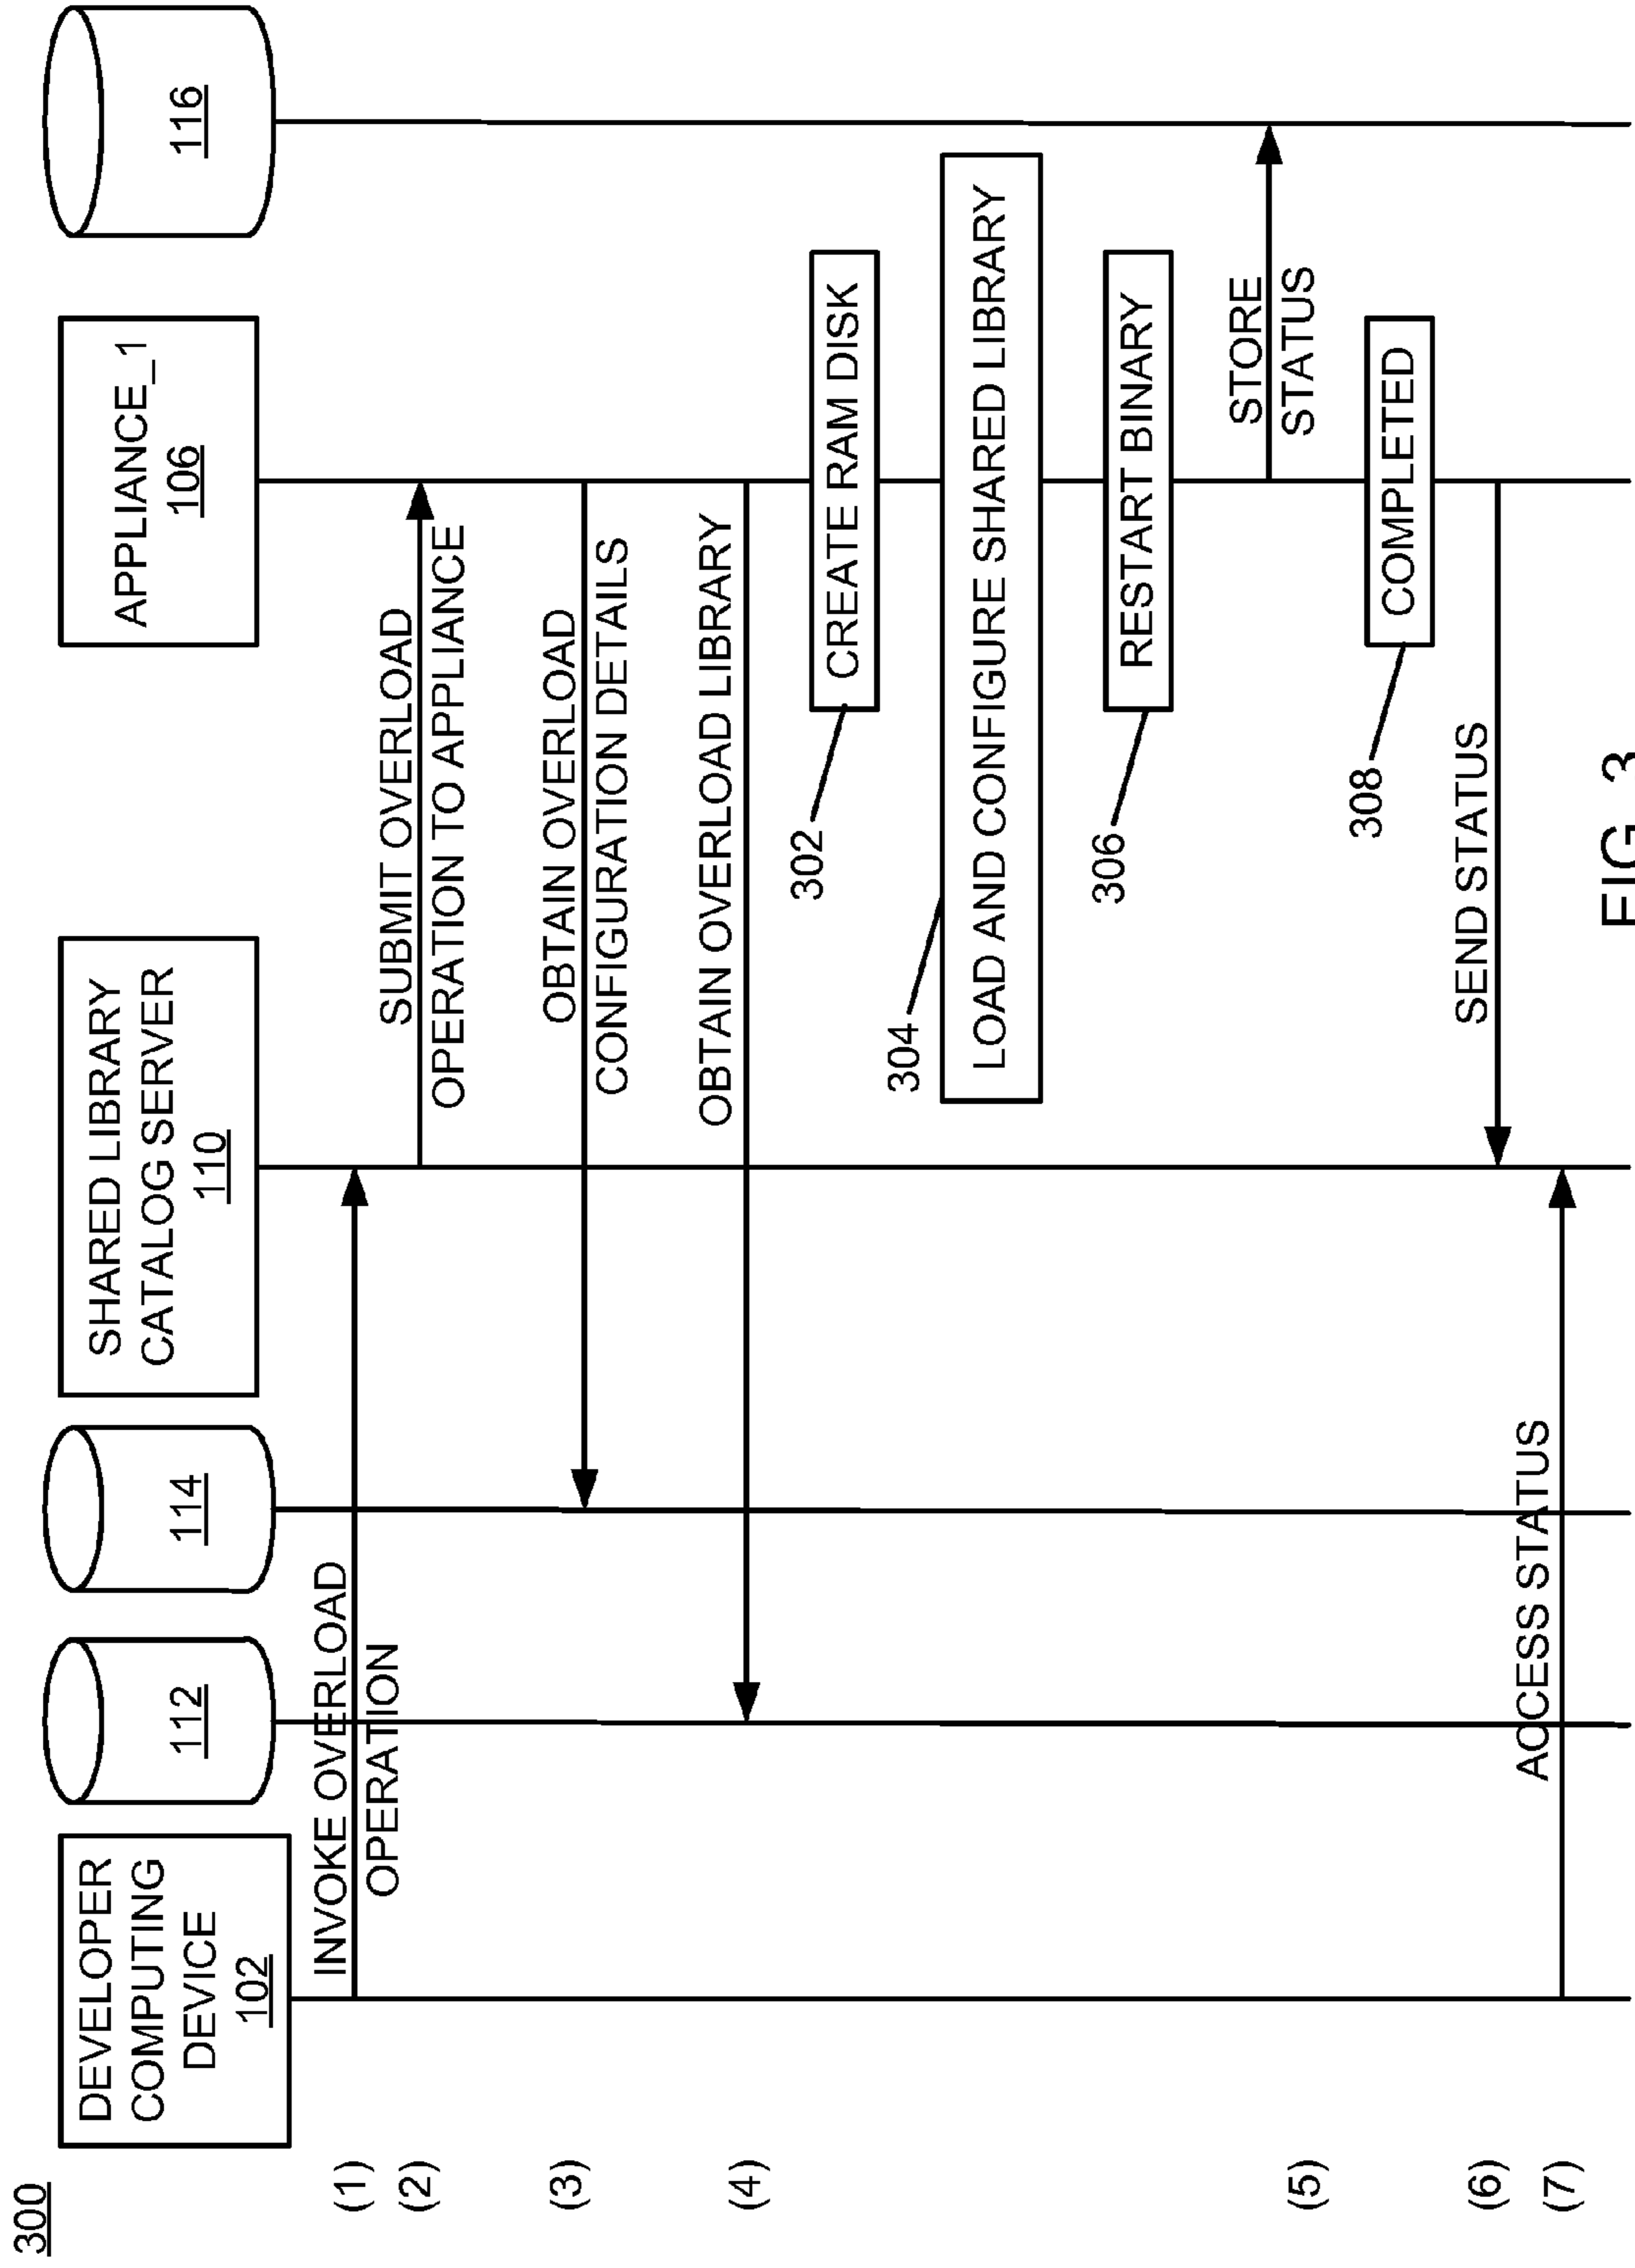 300
DEVELOPER
COMPUTING
DEVICE
102
112
114
SHARED LIBRARY
CATALOG SERVER
110
APPLIANCE_1
106
116
(1)
INVOKE OVERLOAD
OPERATION
(2)
SUBMIT OVERLOAD
OPERATION TO APPLIANCE
(3)
OBTAIN OVERLOAD
CONFIGURATION DETAILS
(4)
OBTAIN OVERLOAD LIBRARY
302
CREATE RAM DISK
304
LOAD AND CONFIGURE SHARED LIBRARY
306
RESTART BINARY
(5)
STORE
STATUS
308
COMPLETED
(6)
SEND STATUS
(7)
ACCESS STATUS
FIG. 3